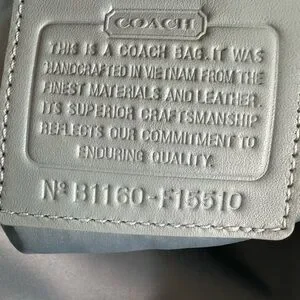 COACH
THIS IS A COACH BAG. IT WAS
HANDCRAFTED IN VIETNAM FROM THE
FINEST MATERIALS AND LEATHER.
ITS SUPERIOR CRAFTSMANSHIP
REFLECTS OUR COMMITMENT TO
ENDURING QUALITY.
Nº B1160-F15510